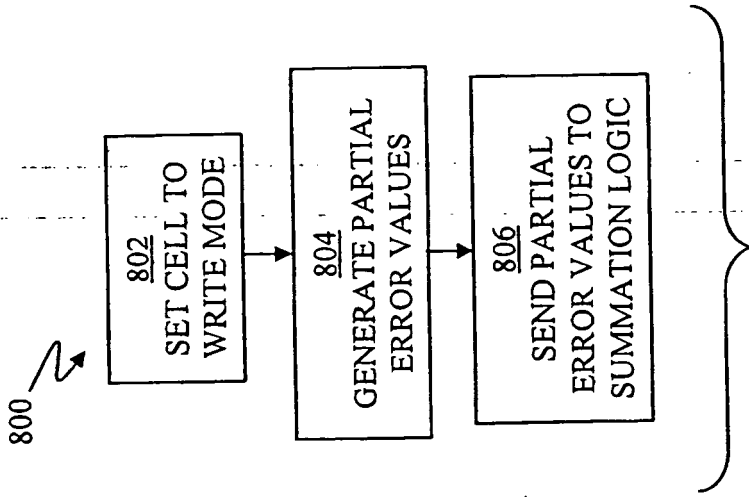 800
802
SET CELL TO
WRITE MODE
804
GENERATE PARTIAL
ERROR VALUES
806
SEND PARTIAL
ERROR VALUES TO
SUMMATION LOGIC